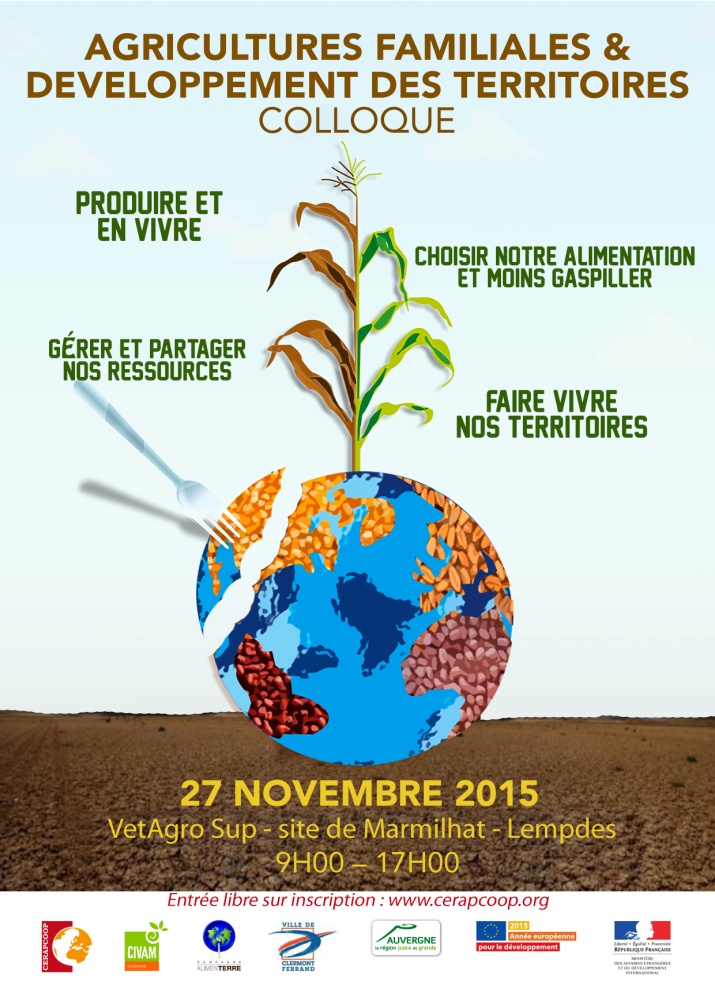 AGRICULTURES FAMILIALES &
DEVELOPPEMENT DES TERRITOIRES
COLLOQUE
PRODUIRE ET
EN VIVRE
CHOISIR NOTRE ALIMENTATION
ET MOINS GASPILLER
GÉRER ET PARTAGER
NOS RESSOURCES
FAIRE VIVRE
NOS TERRITOIRES
27 NOVEMBRE 2015
VetAgro Sup - site de Marmilhat - Lempdes
9H00 – 17H00
Entrée libre sur inscription : www.cerapcoop.org
CERAPCOOP
CIVAM
CAMPAGNE
ALIMENTERRE
VILLE DE
CLERMONT
FERRAND
AUVERGNE
la région juste et grande
2015
Année européenne
pour le développement
Liberté • Égalité • Fraternité
RÉPUBLIQUE FRANÇAISE
MINISTÈRE
DES AFFAIRES ÉTRANGÈRES
ET DU DÉVELOPPEMENT
INTERNATIONAL